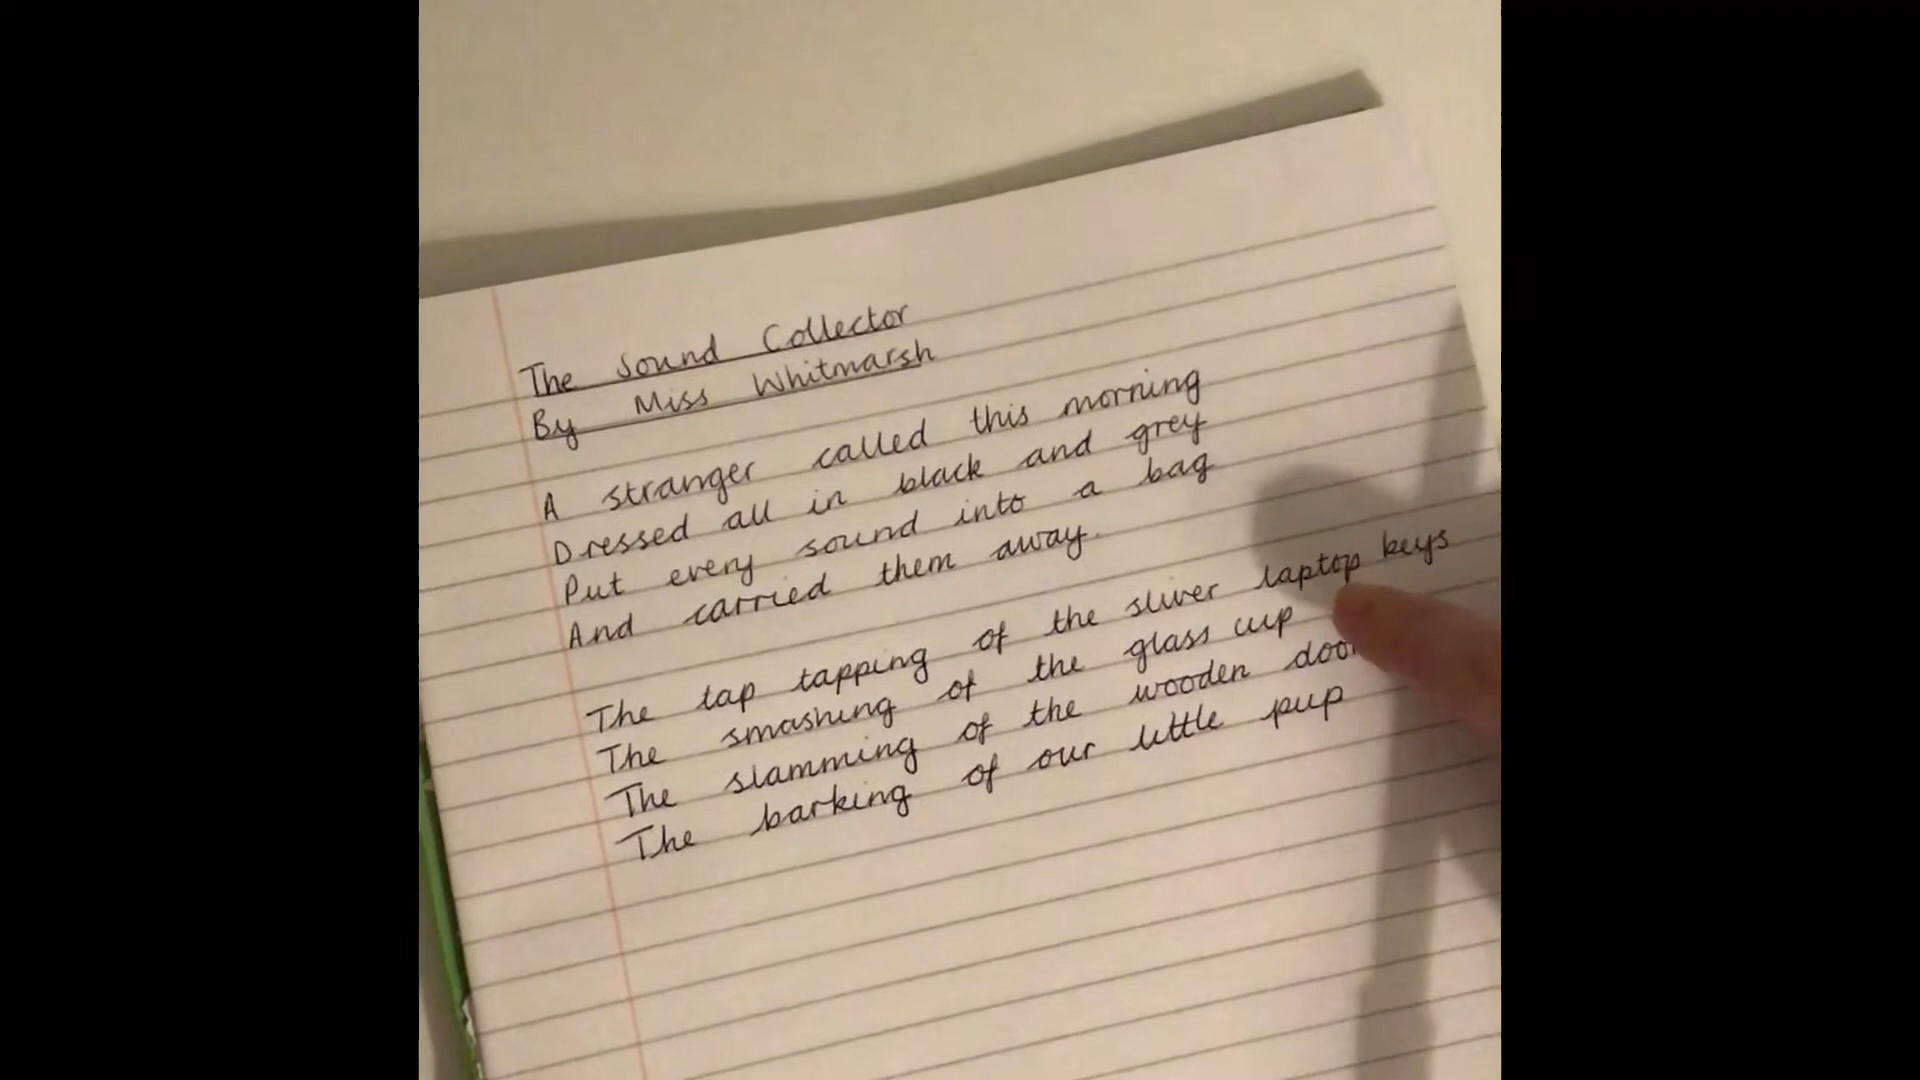 The Sound Collector
By Miss Whitmarsh
A stranger called this morning
Dressed all in black and grey
Put every sound into a bag
And carried them away.
The tap tapping of the sliver laptop keys
The smashing of the glass cup
The slamming of the wooden door
The barking of our little pup